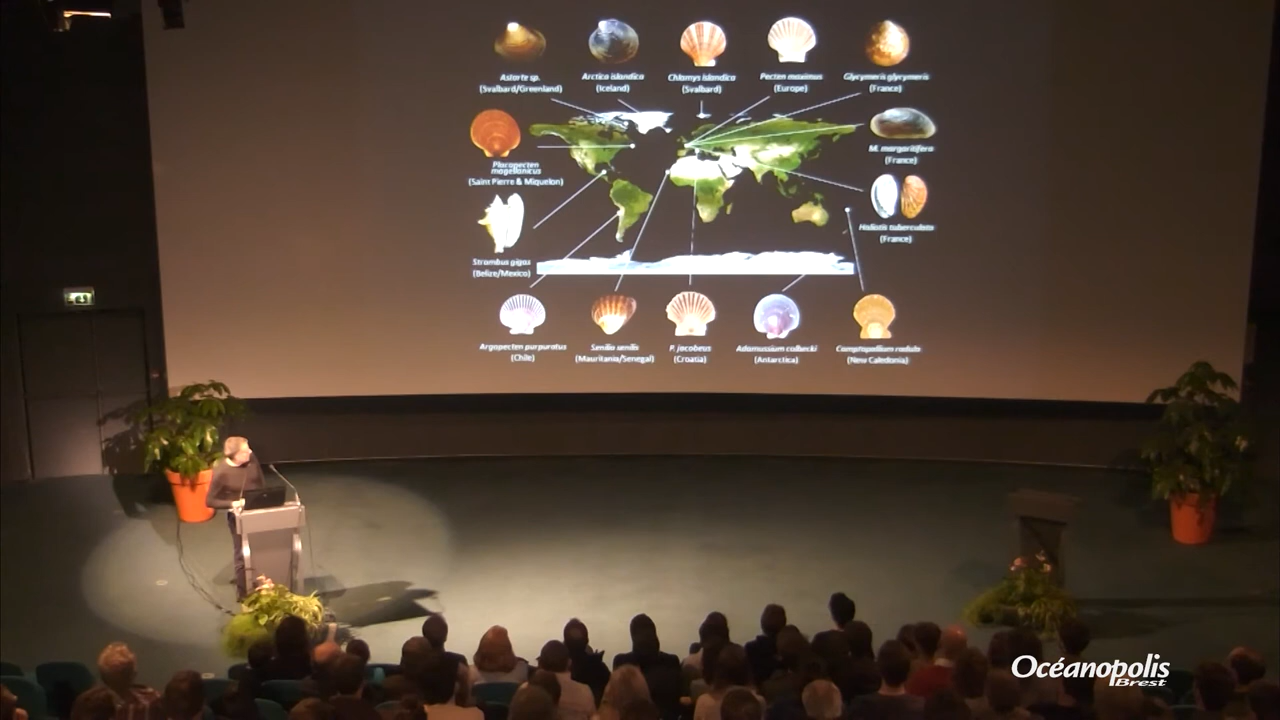 Astarte sp.
(Svalbard/Greenland)
Arctica islandica
(Iceland)
Chlamys islandica
(Svalbard)
Pecten maximus
(Europe)
Glycymeris glycymeris
(France)
Placopecten
magellanicus
(Saint Pierre & Miquelon)
M. margaritifera
(France)
Haliotis tuberculata
(France)
Strombus gigas
(Belize/Mexico)
Argopecten purpuratus
(Chile)
Senilia senilis
(Mauritania/Senegal)
P. jacobeus
(Croatia)
Adamussium colbecki
(Antarctica)
Comptopallium radula
(New Caledonia)
Océanopolis
Brest